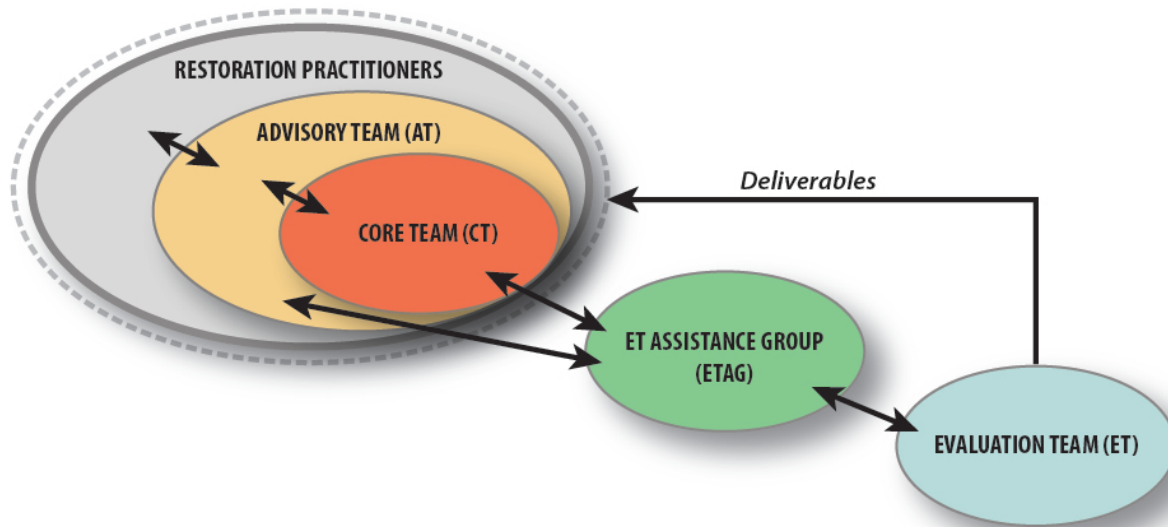 RESTORATION PRACTITIONERS
ADVISORY TEAM (AT)
CORE TEAM (CT)
Deliverables
ET ASSISTANCE GROUP
(ETAG)
EVALUATION TEAM (ET)